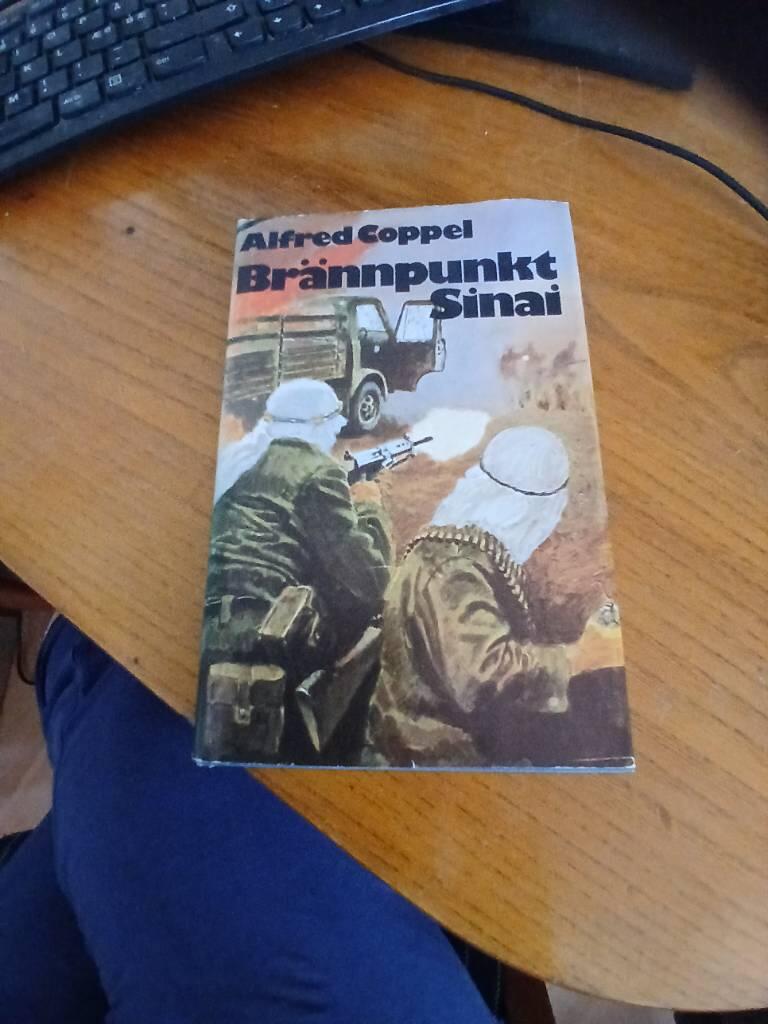 Alfred Coppel
Brännpunkt
Sinai